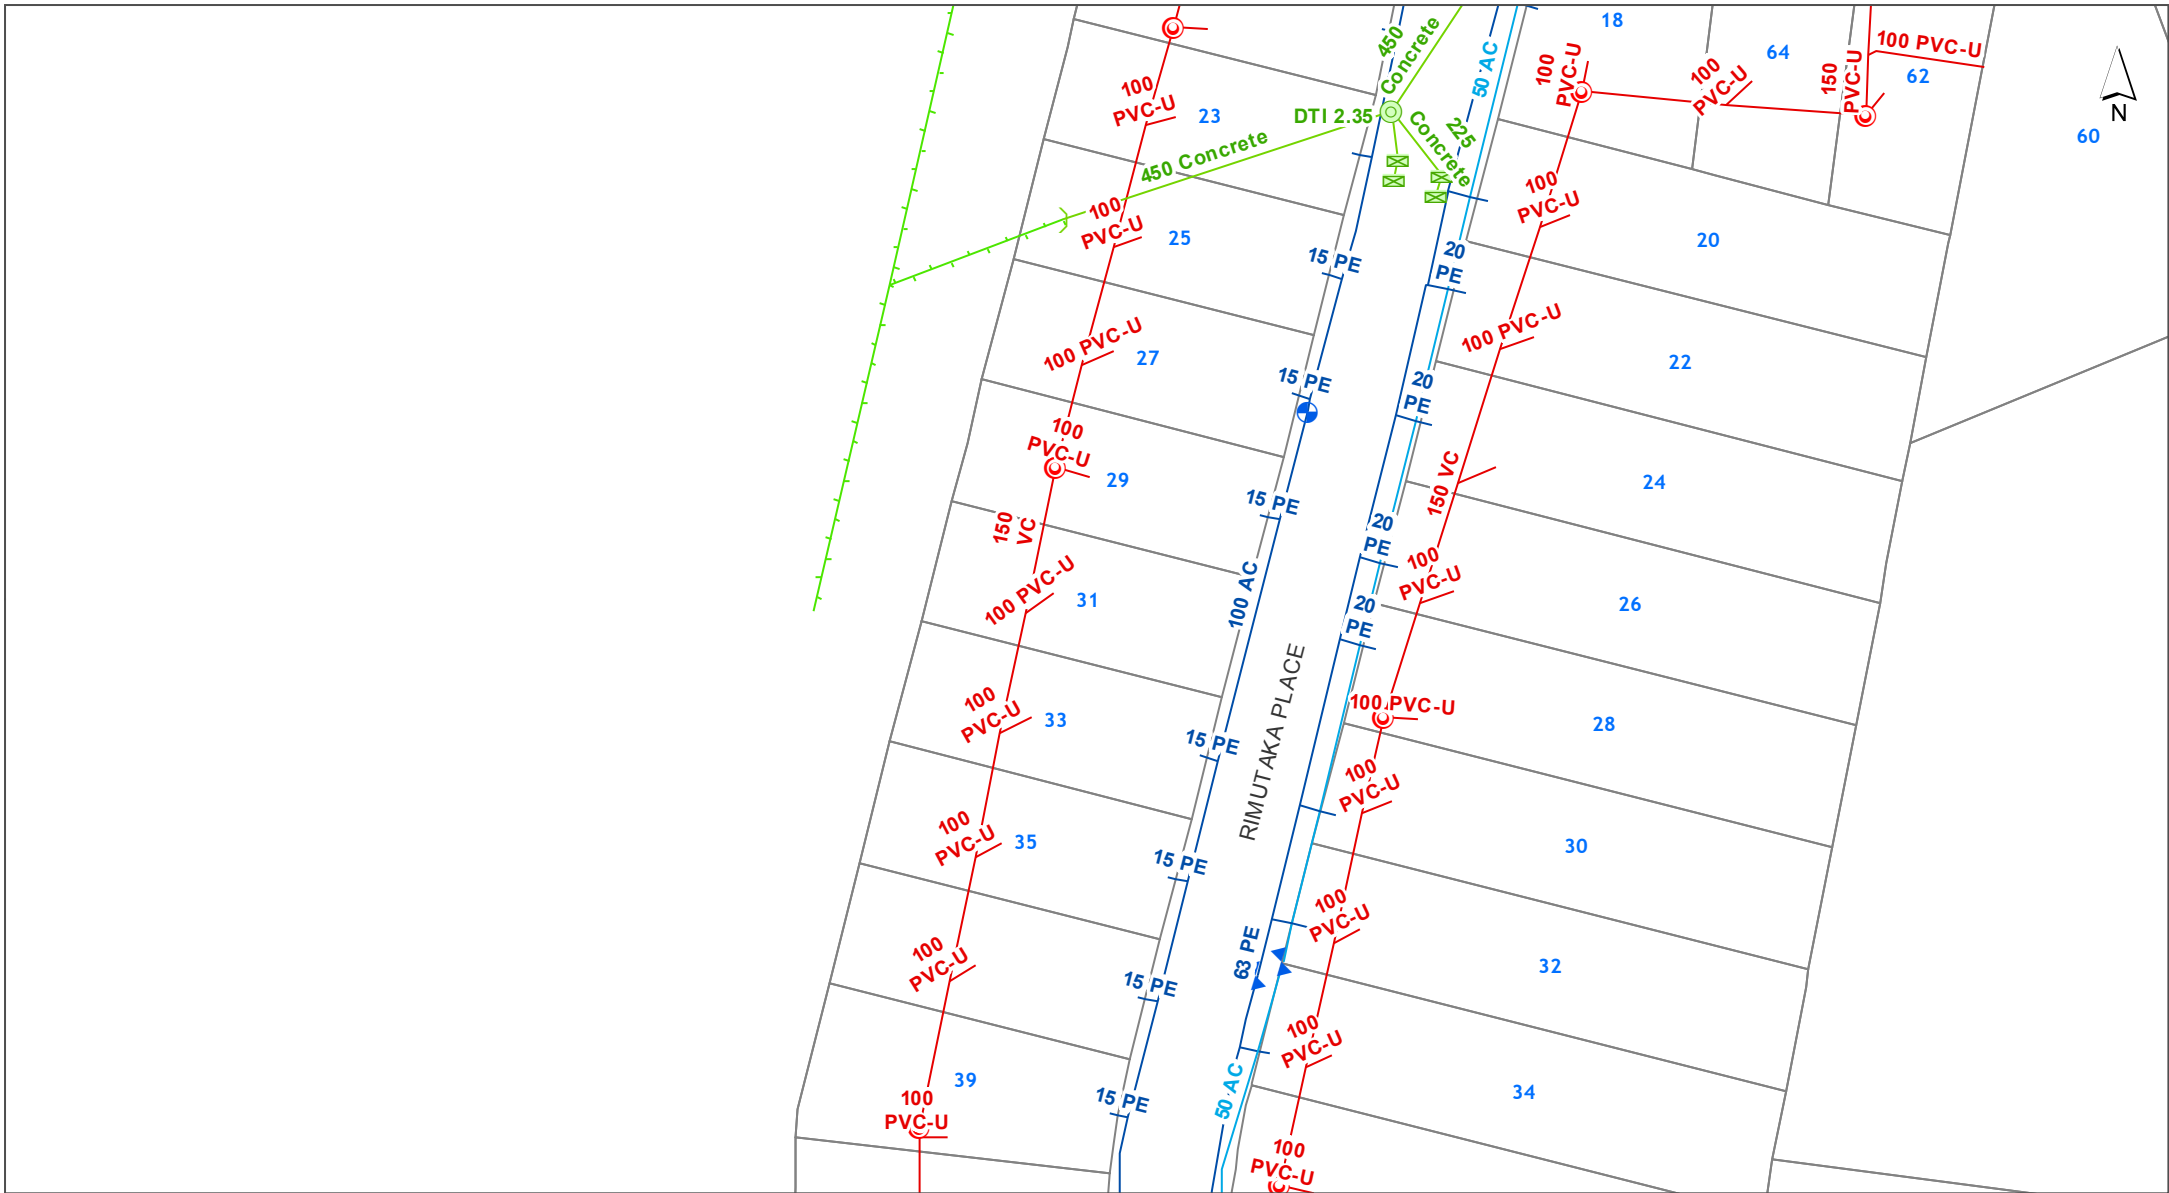 18
64
62
60
N
450
Concrete
50 AC
100
PVC-U
100
PVC-U
150
PVC-U
100 PVC-U
100
PVC-U
23
DTI 2.35
225
Concrete
450 Concrete
100
PVC-U
25
100
PVC-U
20
15 PE
20
PE
100 PVC-U
27
100 PVC-U
22
15 PE
20
PE
100
PVC-U
29
150 VC
24
15 PE
20
PE
150
VC
100 PVC-U
31
100 AC
20
PE
100
PVC-U
26
100
PVC-U
33
15 PE
RIMUTAKA PLACE
100 PVC-U
28
100
PVC-U
100
PVC-U
35
15 PE
30
100
PVC-U
100
PVC-U
15 PE
63 PE
32
100
PVC-U
39
15 PE
50 AC
34
100
PVC-U
100
PVC-U